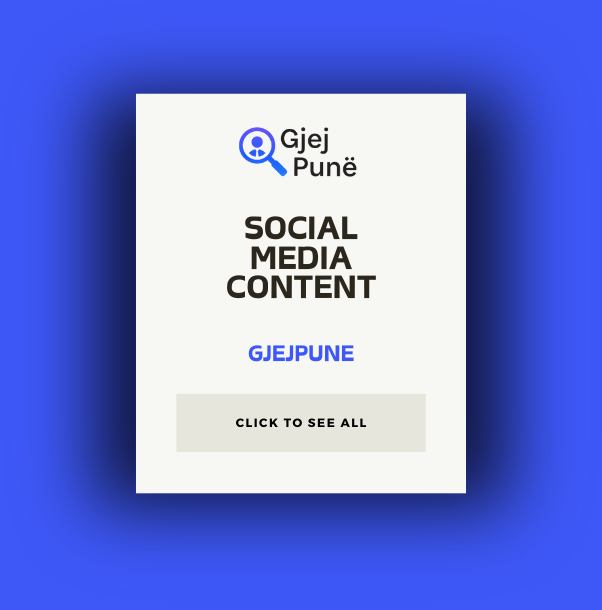 Gjej
Punë
SOCIAL
MEDIA
CONTENT
GJEJPUNE
CLICK TO SEE ALL